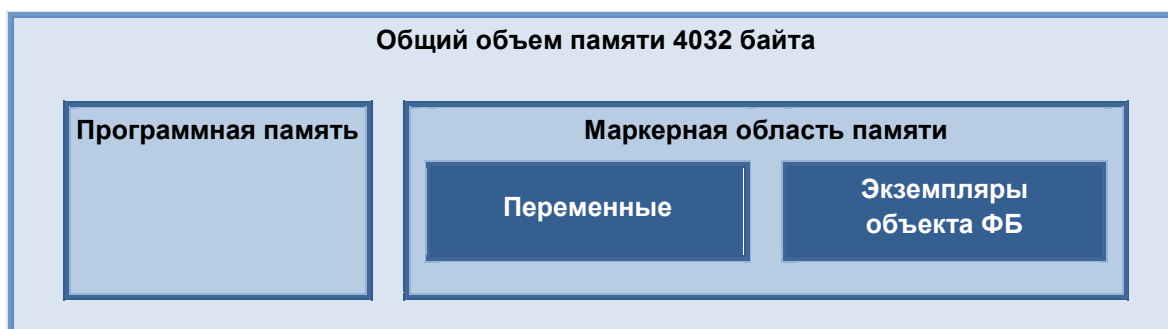 Общий объем памяти 4032 байта
Программная память
Маркерная область памяти
Переменные
Экземпляры
объекта ФБ